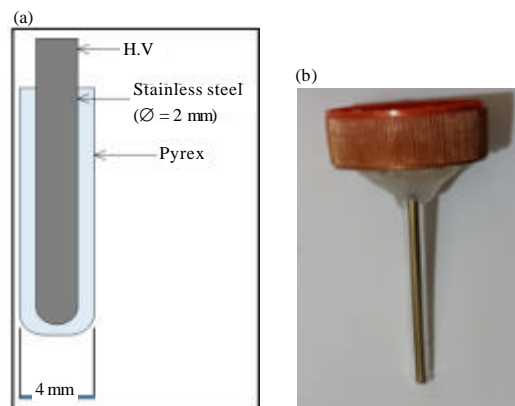 (a)
H.V
Stainless steel
(Ø = 2 mm)
Pyrex
4 mm
(b)